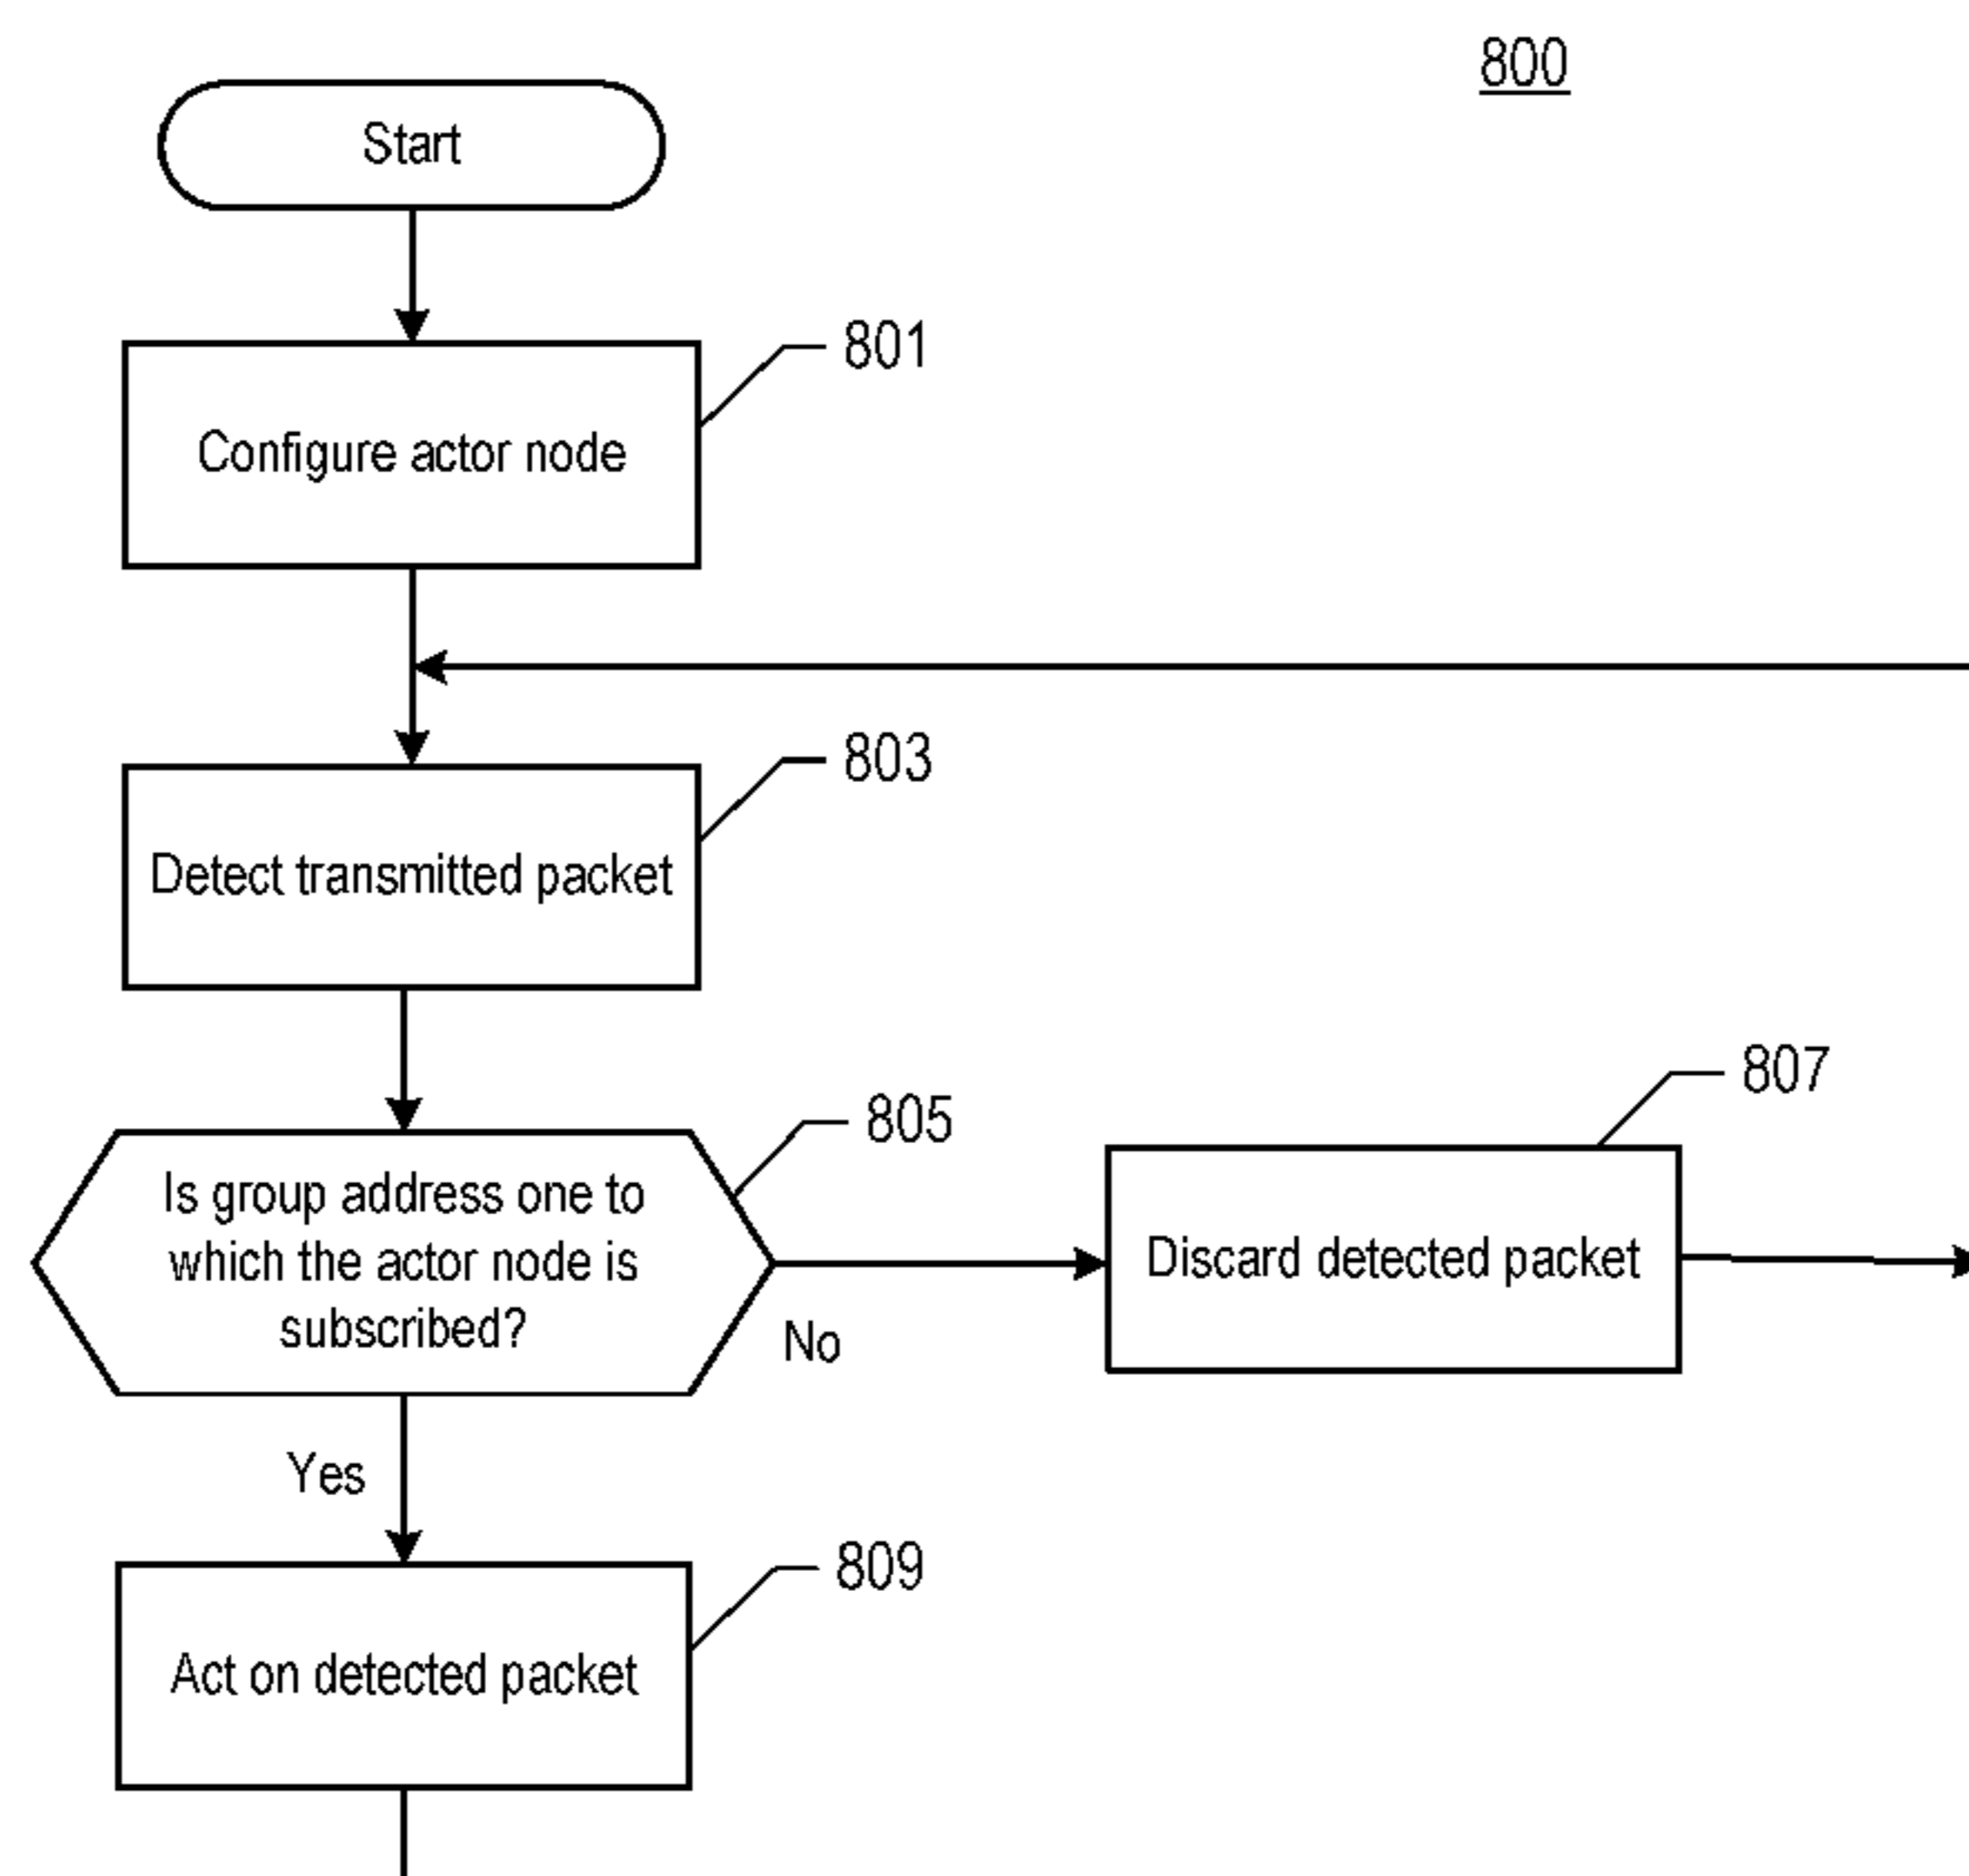 800
Start
801
Configure actor node
803
Detect transmitted packet
805
Is group address one to
which the actor node is
subscribed?
No
807
Discard detected packet
Yes
809
Act on detected packet